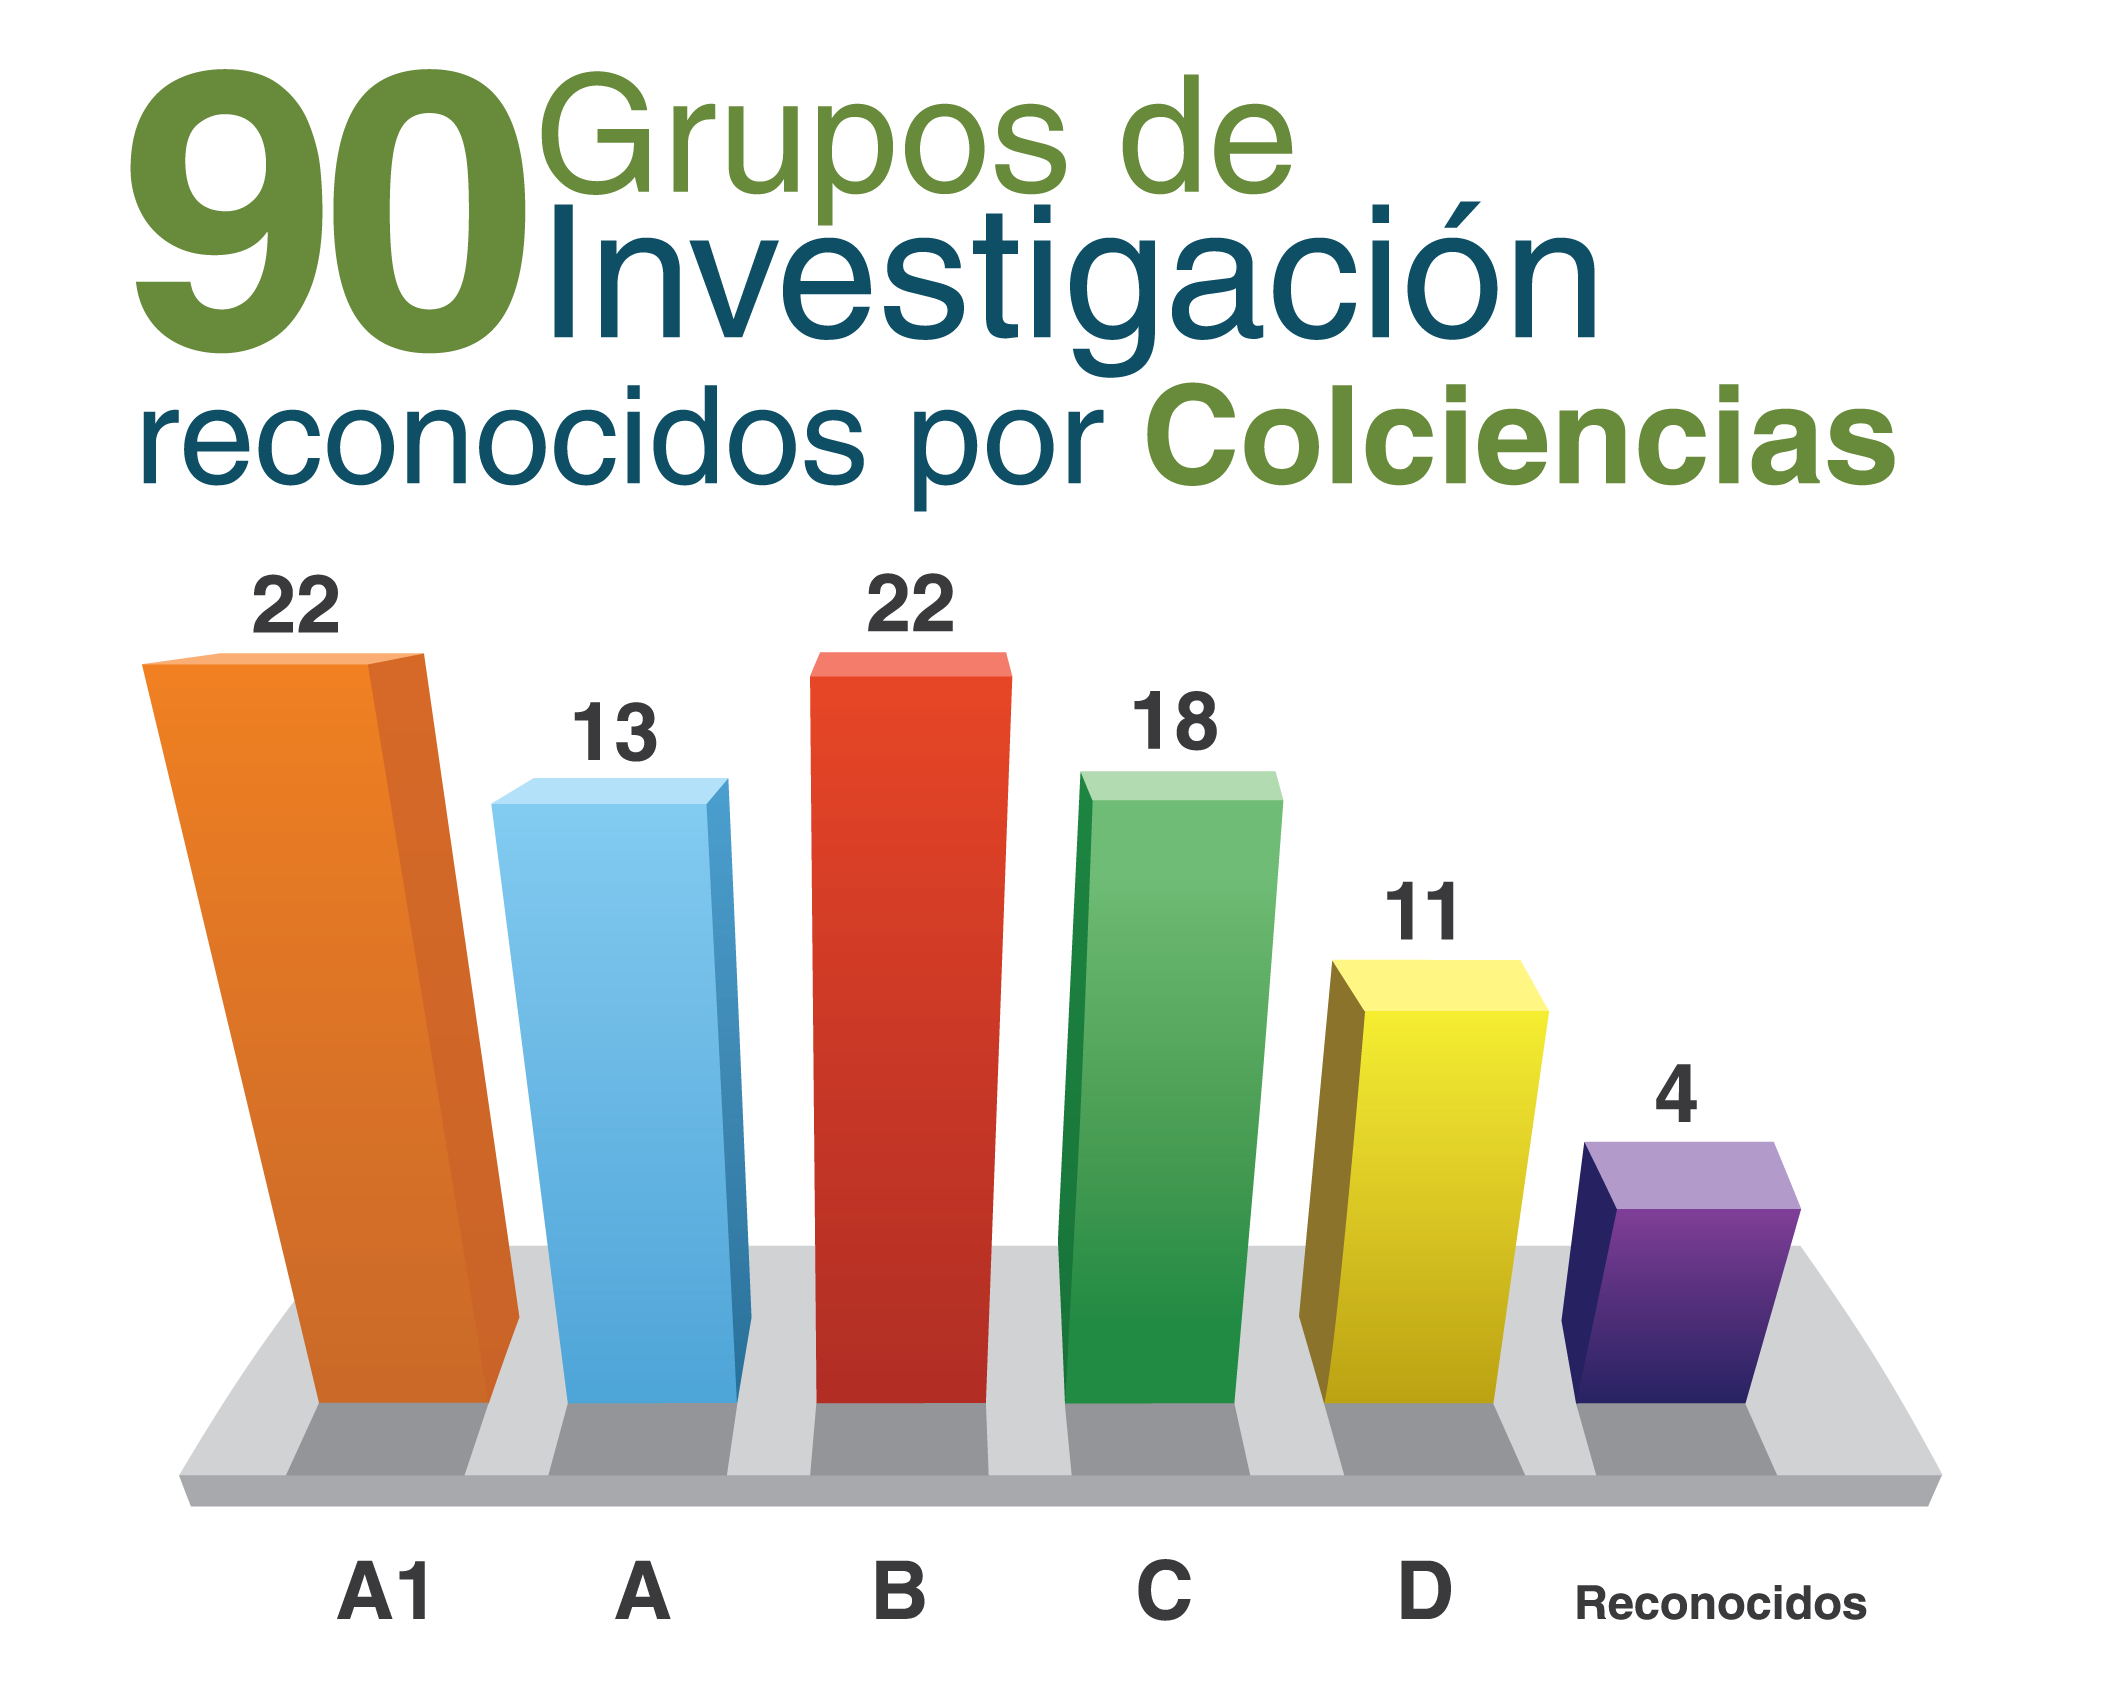 90 Grupos de
Investigación
reconocidos por Colciencias
22
13
22
18
11
4
A1 A B C D Reconocidos